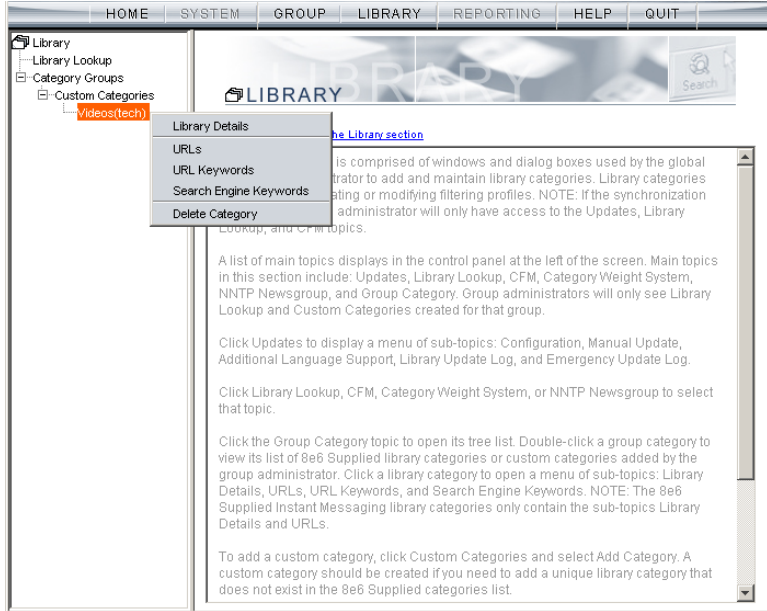 HOME SYSTEM GROUP LIBRARY REPORTING HELP QUIT
Library
Library Lookup
Category Groups
Custom Categories
Videos(tech)
Library Details
URLs
URL Keywords
Search Engine Keywords
Delete Category
LIBRARY
LIBRARY
Search
he Library section
is comprised of windows and dialog boxes used by the global
trator to add and maintain library categories. Library categories
ating or modifying filtering profiles. NOTE: If the synchronization
administrator will only have access to the Updates, Library
Lookup, and CFM topics.
A list of main topics displays in the control panel at the left of the screen. Main topics
in this section include: Updates, Library Lookup, CFM, Category Weight System,
NNTP Newsgroup, and Group Category. Group administrators will only see Library
Lookup and Custom Categories created for that group.
Click Updates to display a menu of sub-topics: Configuration, Manual Update,
Additional Language Support, Library Update Log, and Emergency Update Log.
Click Library Lookup, CFM, Category Weight System, or NNTP Newsgroup to select
that topic.
Click the Group Category topic to open its tree list. Double-click a group category to
view its list of 8e6 Supplied library categories or custom categories added by the
group administrator. Click a library category to open a menu of sub-topics: Library
Details, URLs, URL Keywords, and Search Engine Keywords. NOTE: The 8e6
Supplied Instant Messaging library categories only contain the sub-topics Library
Details and URLs.
To add a custom category, click Custom Categories and select Add Category. A
custom category should be created if you need to add a unique library category that
does not exist in the 8e6 Supplied categories list.